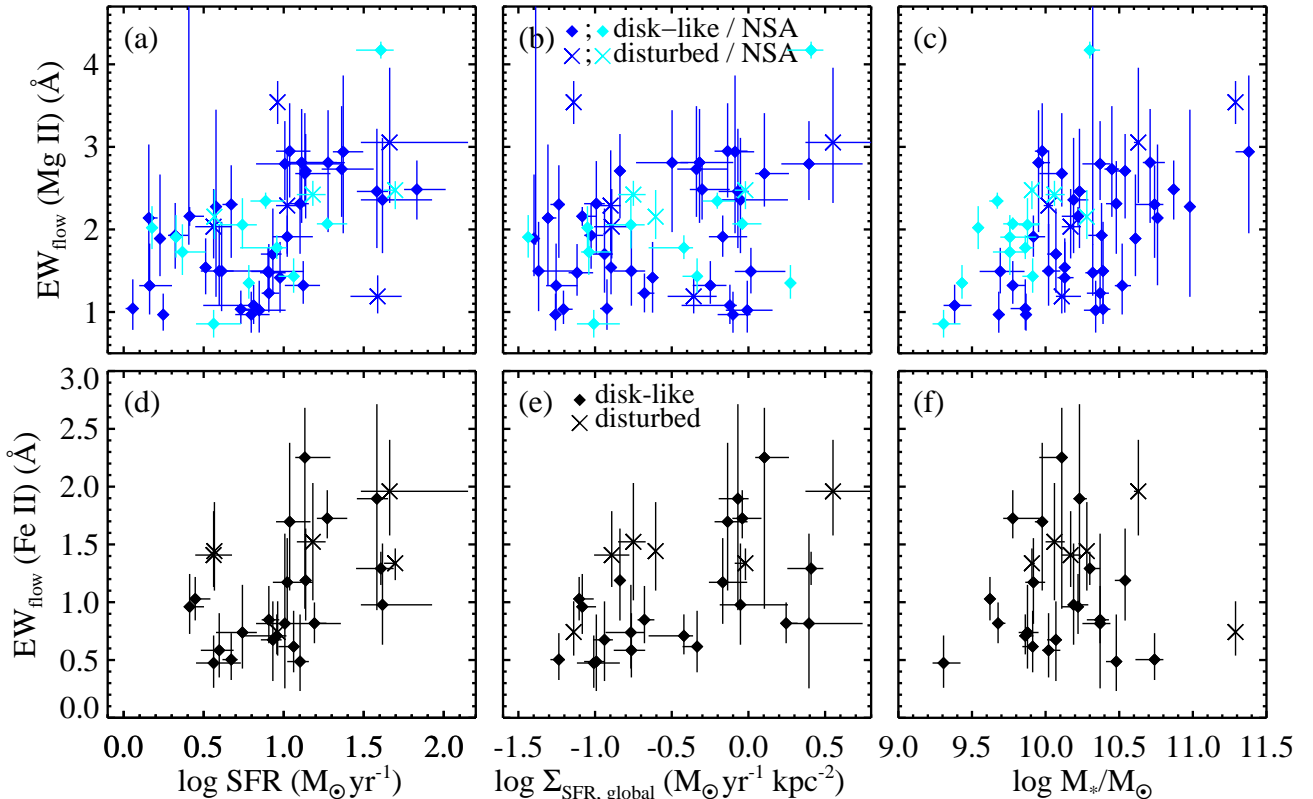 (a)
(b)
(c)
; disk−like / NSA
; disturbed / NSA
EW_flow (Mg II) (Å)
4
3
2
1
(d)
(e)
(f)
disk-like
disturbed
EW_flow (Fe II) (Å)
3.0
2.5
2.0
1.5
1.0
0.5
0.0
0.0 0.5 1.0 1.5 2.0
-1.5 -1.0 -0.5 0.0 0.5
9.0 9.5 10.0 10.5 11.0 11.5
log SFR (M⊙ yr⁻¹)
log Σ_SFR, global (M⊙ yr⁻¹ kpc⁻²)
log M*/M⊙